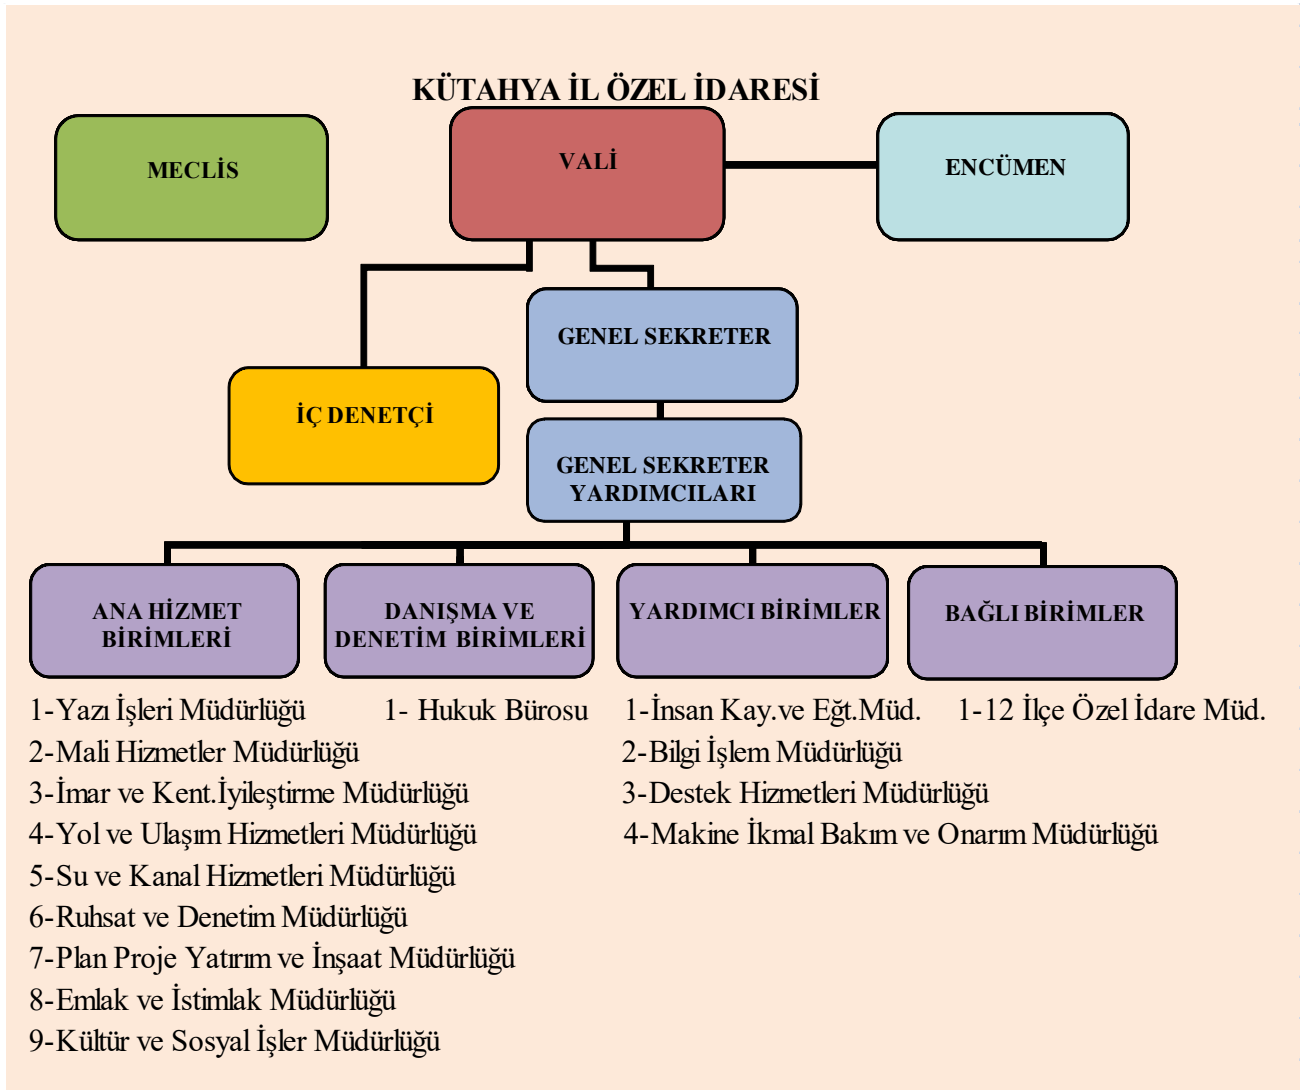 KÜTAHYA İL ÖZEL İDARESİ
MECLİS
VALİ
ENCÜMEN
GENEL SEKRETER
İÇ DENETÇİ
GENEL SEKRETER
YARDIMCILARI
ANA HİZMET
BİRİMLERİ
DANIŞMA VE
DENETİM BİRİMLERİ
YARDIMCI BİRİMLER
BAĞLI BİRİMLER
1-Yazı İşleri Müdürlüğü
2-Mali Hizmetler Müdürlüğü
3-İmar ve Kent.İyileştirme Müdürlüğü
4-Yol ve Ulaşım Hizmetleri Müdürlüğü
5-Su ve Kanal Hizmetleri Müdürlüğü
6-Ruhsat ve Denetim Müdürlüğü
7-Plan Proje Yatırım ve İnşaat Müdürlüğü
8-Emlak ve İstimlak Müdürlüğü
9-Kültür ve Sosyal İşler Müdürlüğü
1- Hukuk Bürosu
1-İnsan Kay.ve Eğt.Müd.
2-Bilgi İşlem Müdürlüğü
3-Destek Hizmetleri Müdürlüğü
4-Makine İkmal Bakım ve Onarım Müdürlüğü
1-12 İlçe Özel İdare Müd.